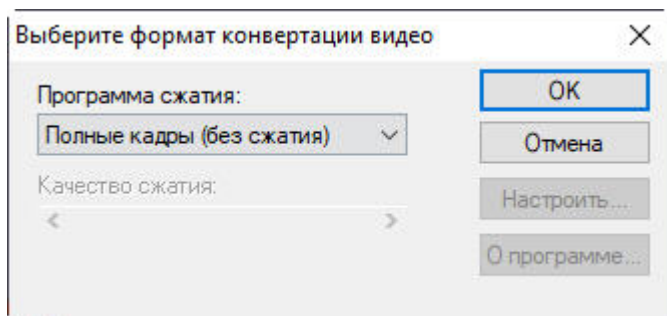 Выберите формат конвертации видео
Программа сжатия:
OK
Полные кадры (без сжатия)
Отмена
Качество сжатия:
Настроить...
О программе...